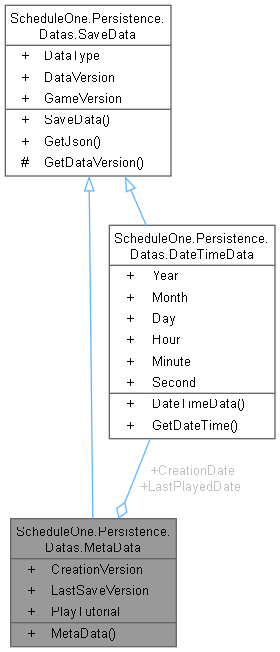 ScheduleOne.Persistence.
Datas.SaveData
+ DataType
+ DataVersion
+ GameVersion
+ SaveData()
+ GetJson()
# GetDataVersion()
ScheduleOne.Persistence.
Datas.DateTimeData
+ Year
+ Month
+ Day
+ Hour
+ Minute
+ Second
+ DateTimeData()
+ GetDateTime()
+CreationDate
+LastPlayedDate
ScheduleOne.Persistence.
Datas.MetaData
+ CreationVersion
+ LastSaveVersion
+ PlayTutorial
+ MetaData()